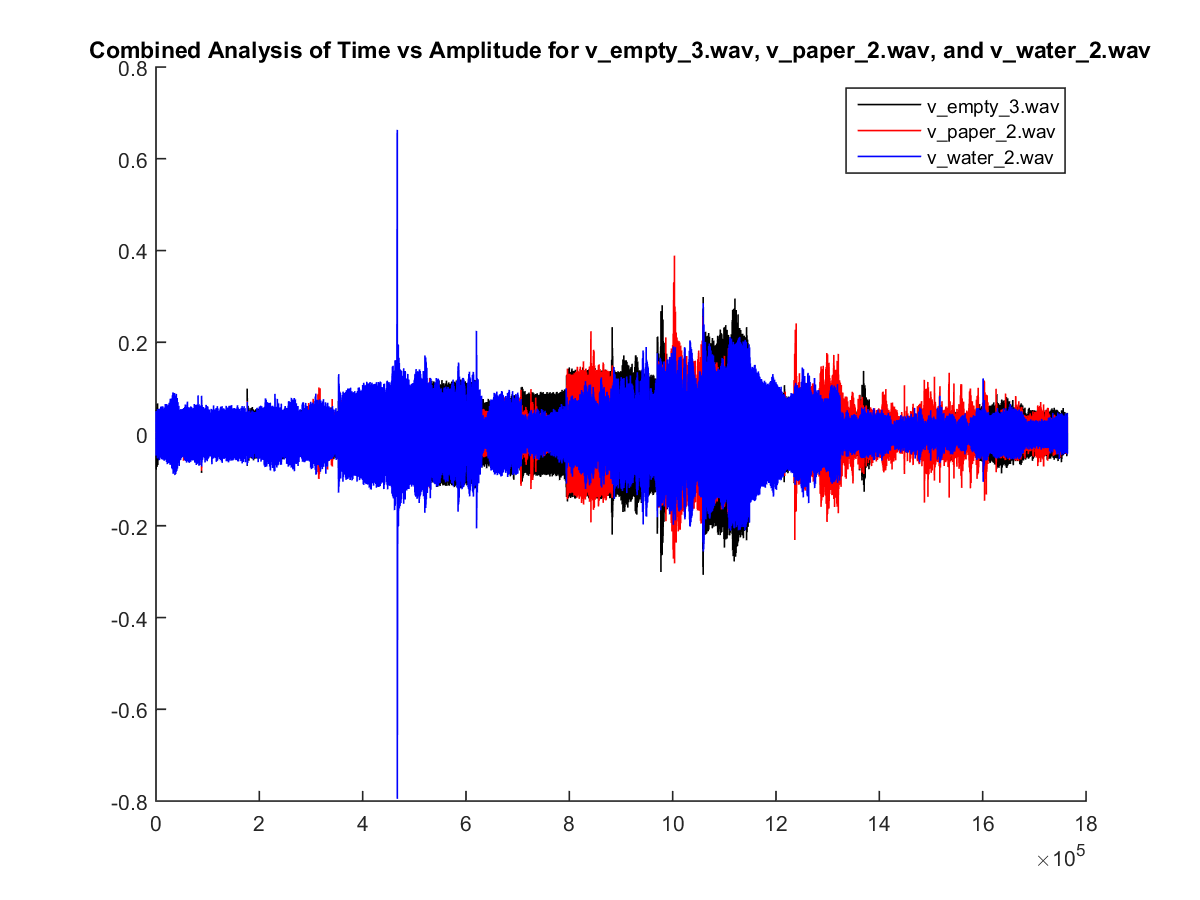 Combined Analysis of Time vs Amplitude for v_empty_3.wav, v_paper_2.wav, and v_water_2.wav
0.8
v_empty_3.wav
v_paper_2.wav
v_water_2.wav
0.6
0.4
0.2
0
-0.2
-0.4
-0.6
-0.8
0 2 4 6 8 10 12 14 16 18
×10⁵